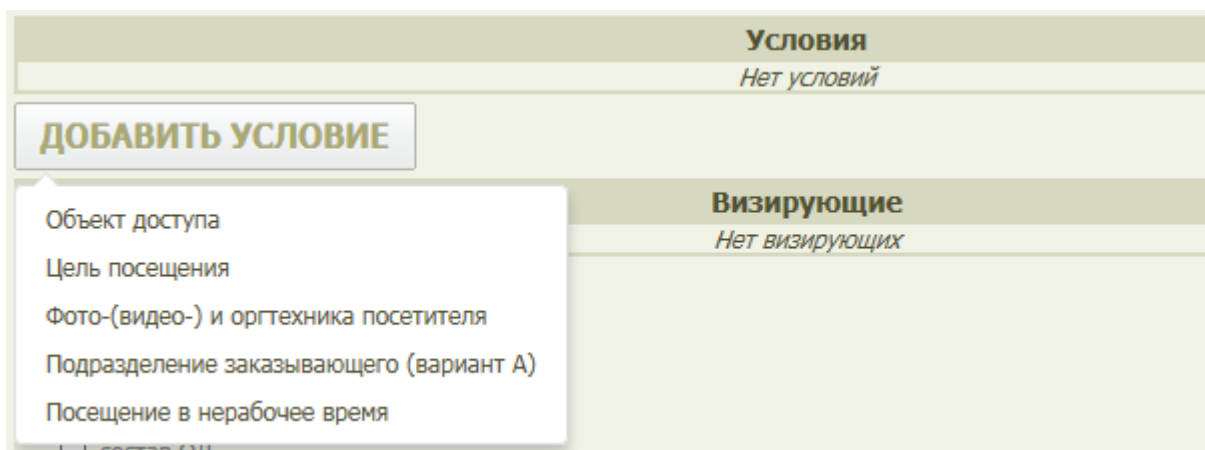 Условия
Нет условий
ДОБАВИТЬ УСЛОВИЕ
Визирующие
Нет визирующих
Объект доступа
Цель посещения
Фото-(видео-) и оргтехника посетителя
Подразделение заказывающего (вариант А)
Посещение в нерабочее время